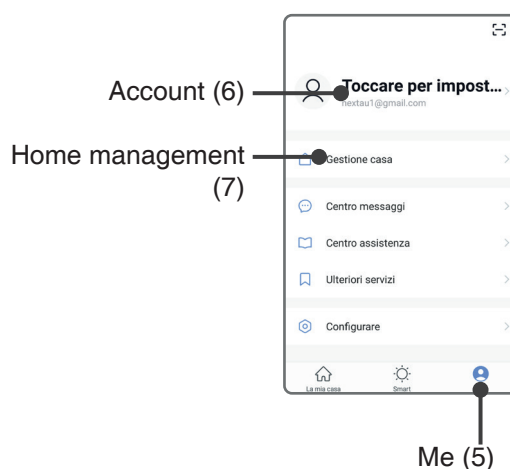 Account (6)
Toccare per impost...
nextau1@gmail.com
Home management
(7)
Gestione casa
Centro messaggi
Centro assistenza
Ulteriori servizi
Configurare
La mia casa
Smart
Me (5)